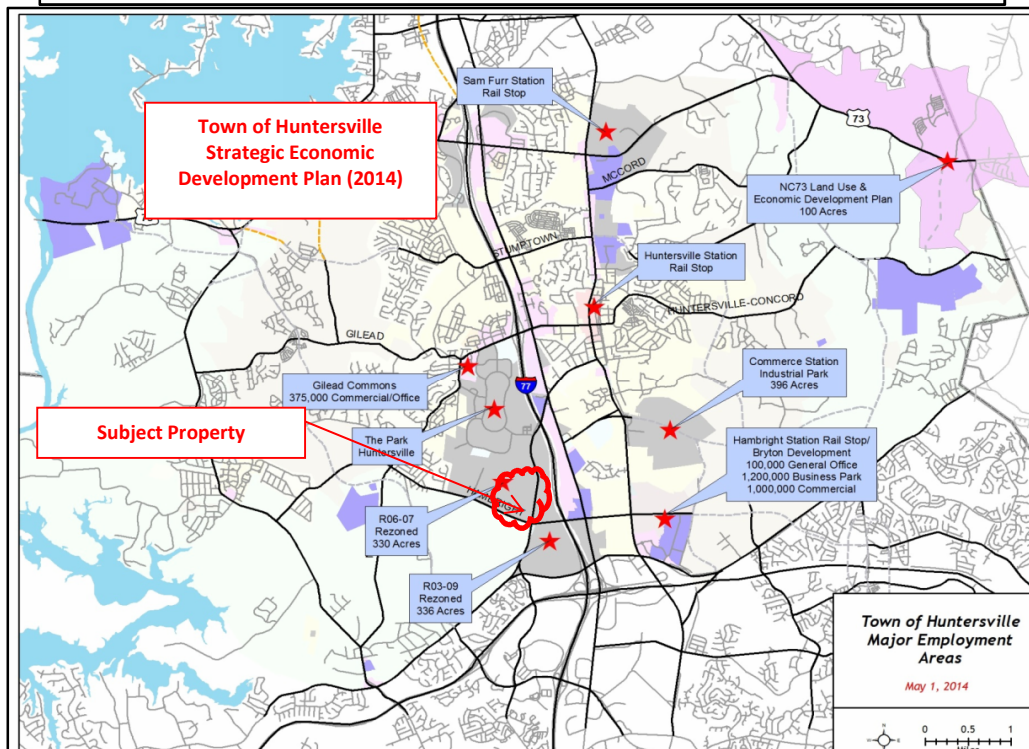 Town of Huntersville
Strategic Economic
Development Plan (2014)
Sam Furr Station
Rail Stop
73
MCCORD
NC73 Land Use &
Economic Development Plan
100 Acres
STUMPTOWN
Huntersville Station
Rail Stop
HUNTERSVILLE-CONCORD
GILEAD
77
Gilead Commons
375,000 Commercial/Office
Commerce Station
Industrial Park
396 Acres
Subject Property
The Park
Huntersville
Hambright Station Rail Stop/
Bryton Development
100,000 General Office
1,200,000 Business Park
1,000,000 Commercial
R06-07
Rezoned
330 Acres
R03-09
Rezoned
336 Acres
Town of Huntersville
Major Employment
Areas
May 1, 2014
0 0.5 1